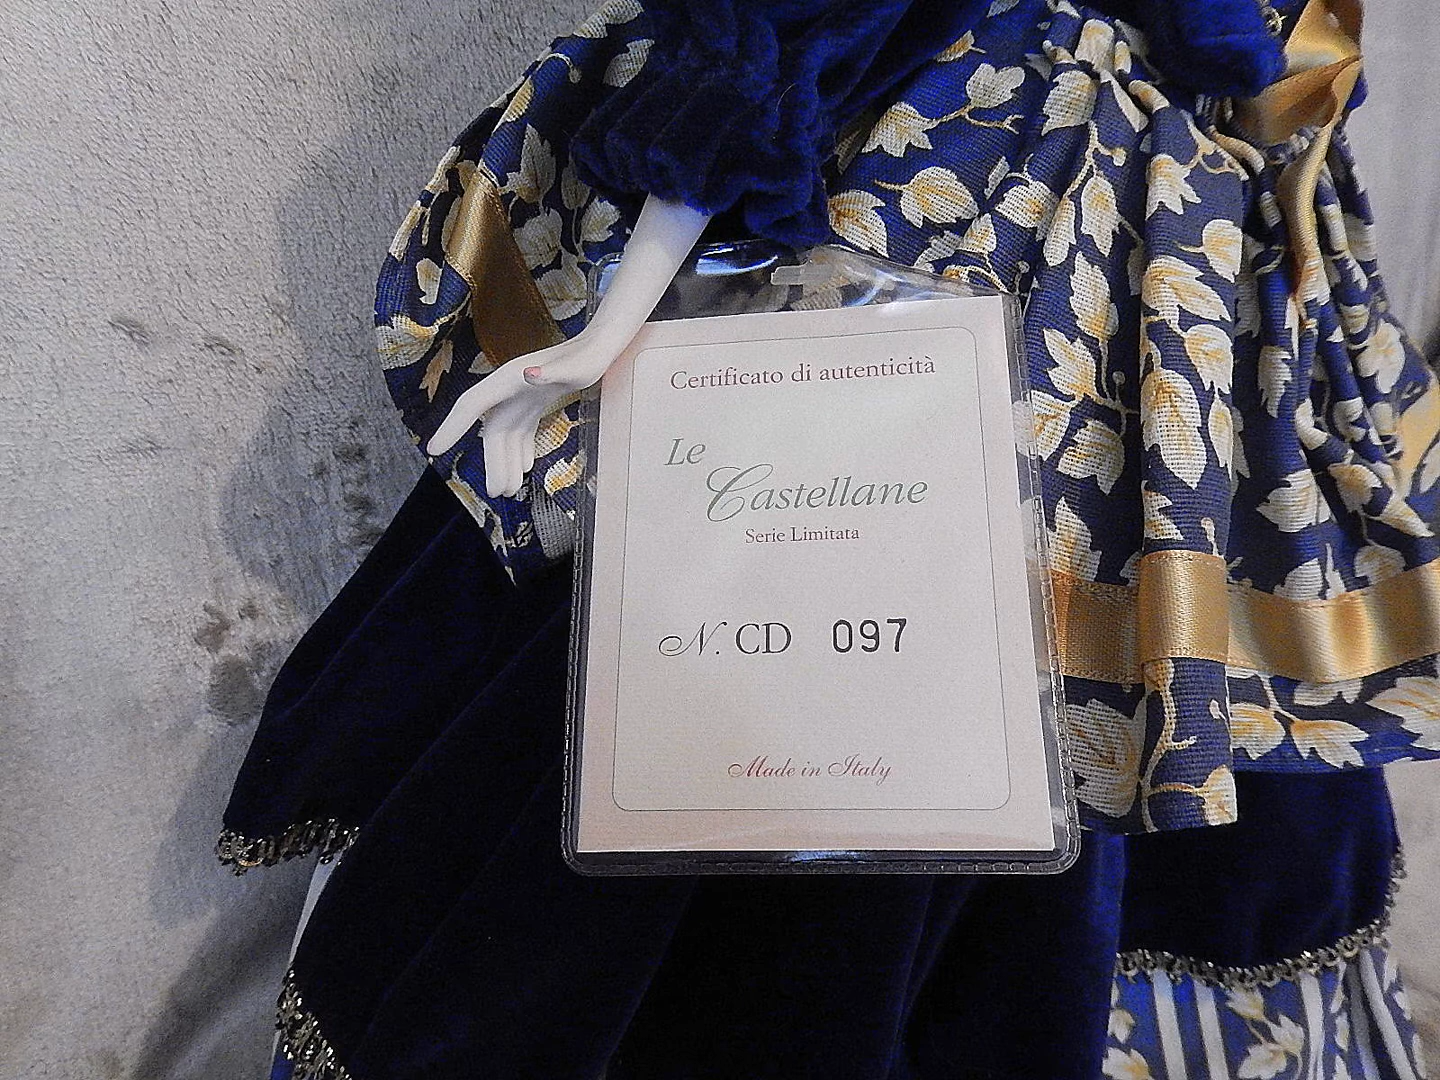 Certificato di autenticità
Le
Castellane
Serie Limitata
N. CD 097
Made in Italy